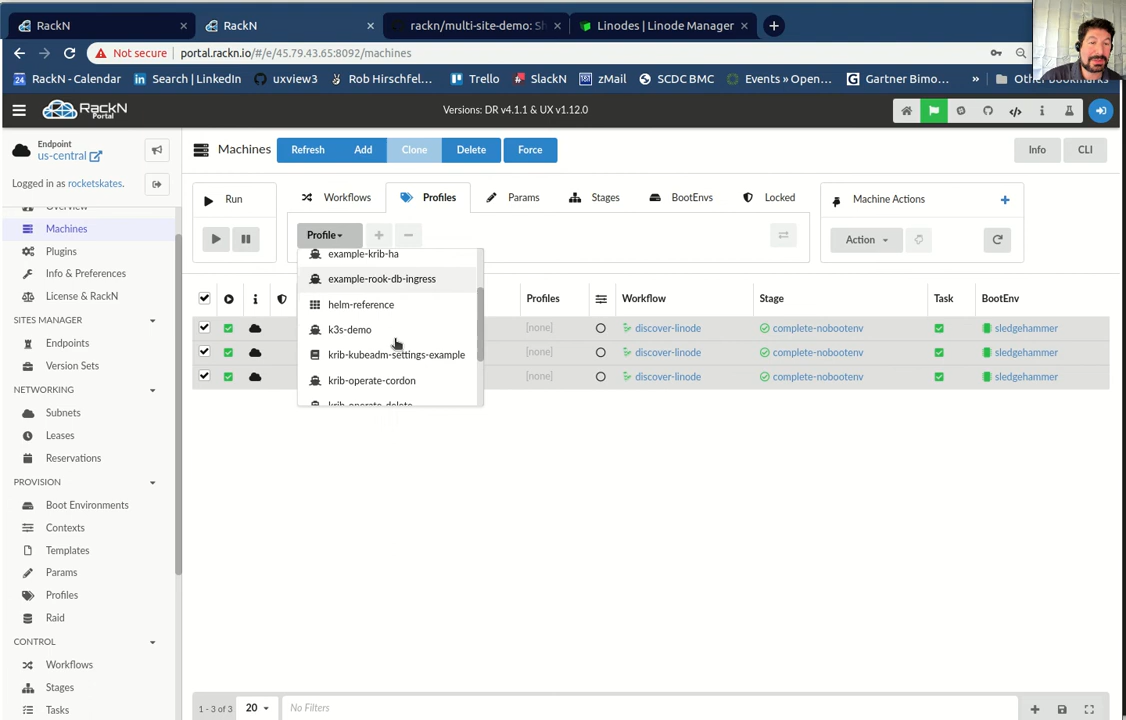 RackN
RackN
rackn/multi-site-demo: Sh
Linodes | Linode Manager
Not secure | portal.rackn.io/#/e/45.79.43.65:8092/machines
RackN - Calendar
Search | LinkedIn
uxview3
Rob Hirschfel...
Trello
SlackN
zMail
SCDC BMC
Events » Open...
Gartner Bimo...
»
RackN
Portal
Versions: DR v4.1.1 & UX v1.12.0
Endpoint
us-central
Logged in as rocketskates.
Machines
Plugins
Info & Preferences
License & RackN
SITES MANAGER
Endpoints
Version Sets
NETWORKING
Subnets
Leases
Reservations
PROVISION
Boot Environments
Contexts
Templates
Params
Profiles
Raid
CONTROL
Workflows
Stages
Tasks
Machines
Refresh
Add
Clone
Delete
Force
Info
CLI
Run
Workflows
Profiles
Params
Stages
BootEnvs
Locked
Machine Actions
Profile
Action
example-krib-ha
example-rook-db-ingress
helm-reference
k3s-demo
krib-kubeadm-settings-example
krib-operate-cordon
krib-operate-delete
Profiles
Workflow
Stage
Task
BootEnv
[none]
discover-linode
complete-nobootenv
sledgehammer
[none]
discover-linode
complete-nobootenv
sledgehammer
[none]
discover-linode
complete-nobootenv
sledgehammer
1 - 3 of 3
20
No Filters